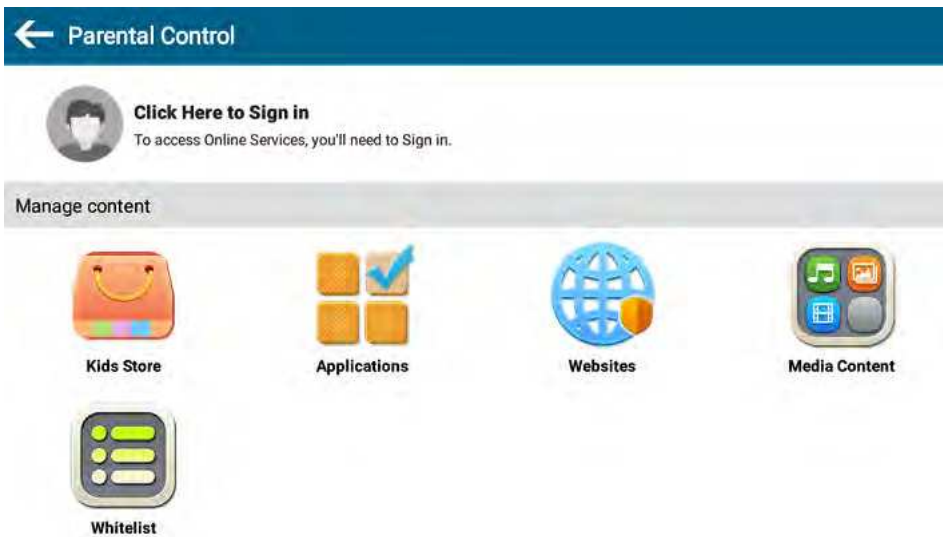 Parental Control
Click Here to Sign in
To access Online Services, you'll need to Sign in.
Manage content
Kids Store
Applications
Websites
Media Content
Whitelist